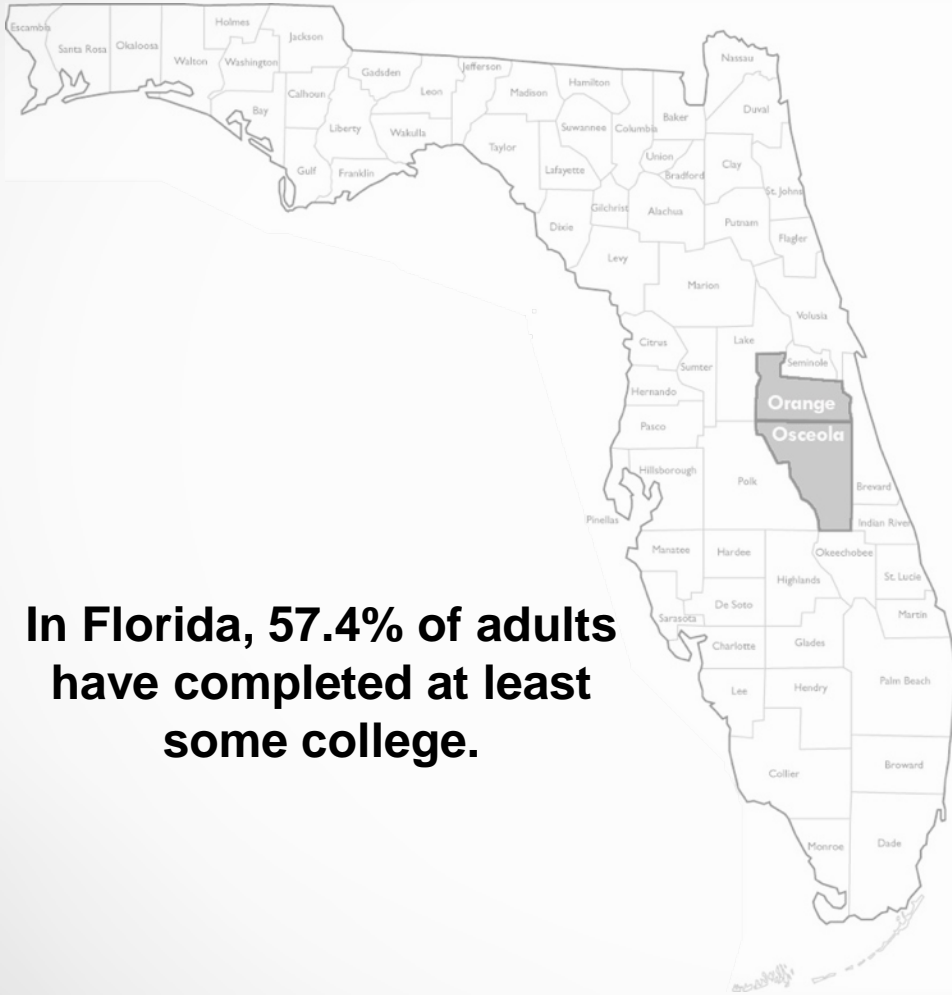 Escambia
Santa Rosa
Okaloosa
Walton
Holmes
Washington
Jackson
Bay
Calhoun
Gulf
Liberty
Franklin
Gadsden
Leon
Wakulla
Jefferson
Madison
Taylor
Hamilton
Suwannee
Lafayette
Columbia
Baker
Nassau
Duval
Union
Bradford
Clay
St. Johns
Dixie
Gilchrist
Alachua
Putnam
Flagler
Levy
Marion
Volusia
Citrus
Lake
Sumter
Seminole
Hernando
Orange
Pasco
Osceola
Hillsborough
Polk
Brevard
Pinellas
Indian River
Manatee
Hardee
Okeechobee
Highlands
St. Lucie
Sarasota
De Soto
Martin
Charlotte
Glades
Lee
Hendry
Palm Beach
Collier
Broward
Monroe
Dade
In Florida, 57.4% of adults
have completed at least
some college.